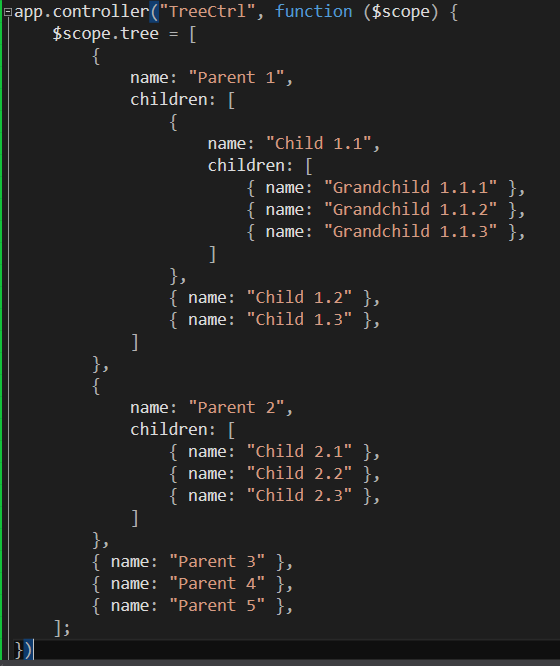 app.controller("TreeCtrl", function ($scope) {
    $scope.tree = [
        {
            name: "Parent 1",
            children: [
                {
                    name: "Child 1.1",
                    children: [
                        { name: "Grandchild 1.1.1" },
                        { name: "Grandchild 1.1.2" },
                        { name: "Grandchild 1.1.3" },
                    ]
                },
                { name: "Child 1.2" },
                { name: "Child 1.3" },
            ]
        },
        {
            name: "Parent 2",
            children: [
                { name: "Child 2.1" },
                { name: "Child 2.2" },
                { name: "Child 2.3" },
            ]
        },
        { name: "Parent 3" },
        { name: "Parent 4" },
        { name: "Parent 5" },
    ];
})